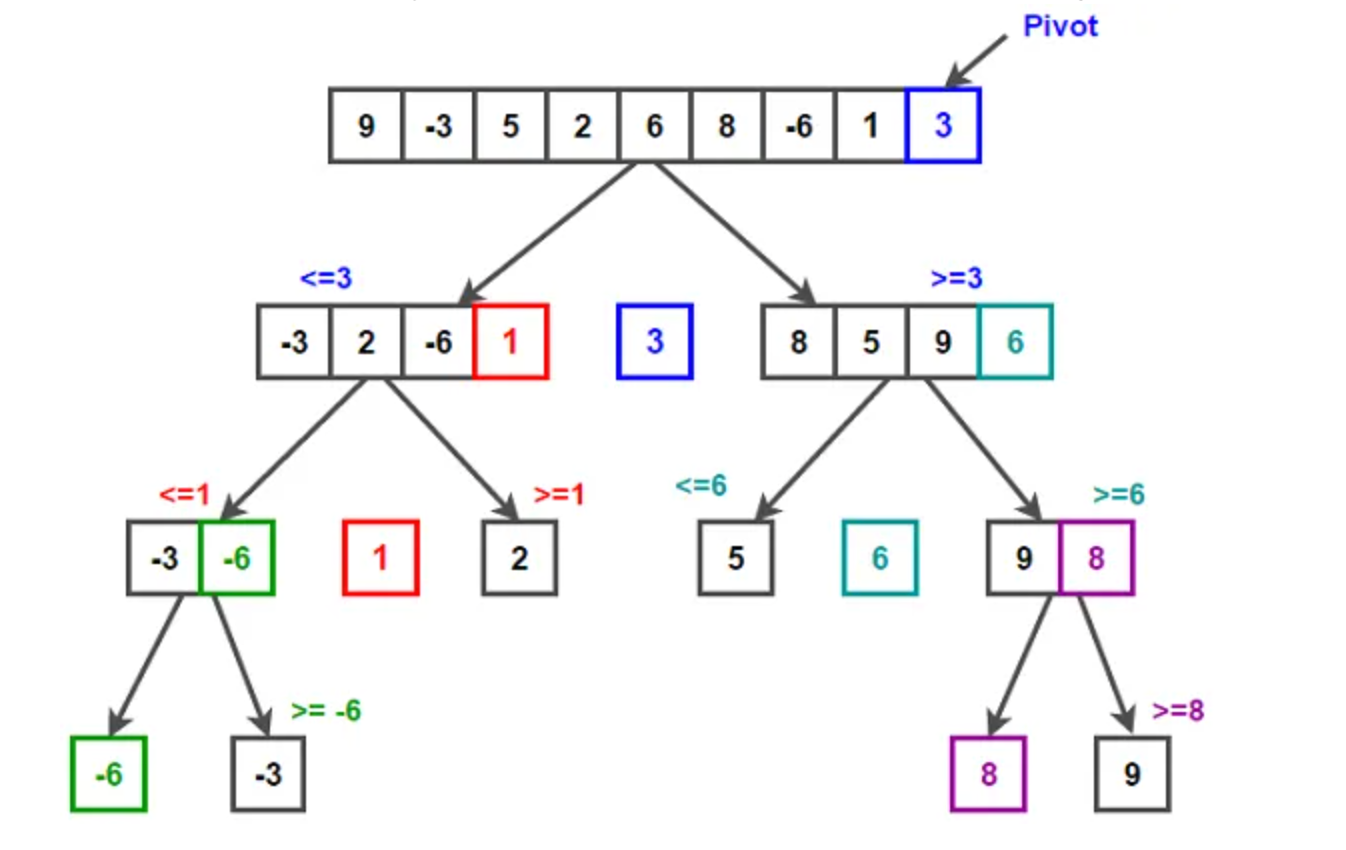 Pivot
9 -3 5 2 6 8 -6 1 3
<=3 >=3
-3 2 -6 1 3 8 5 9 6
<=1 >=1 <=6 >=6
-3 -6 1 2 5 6 9 8
>= -6 >=8
-6 -3 8 9